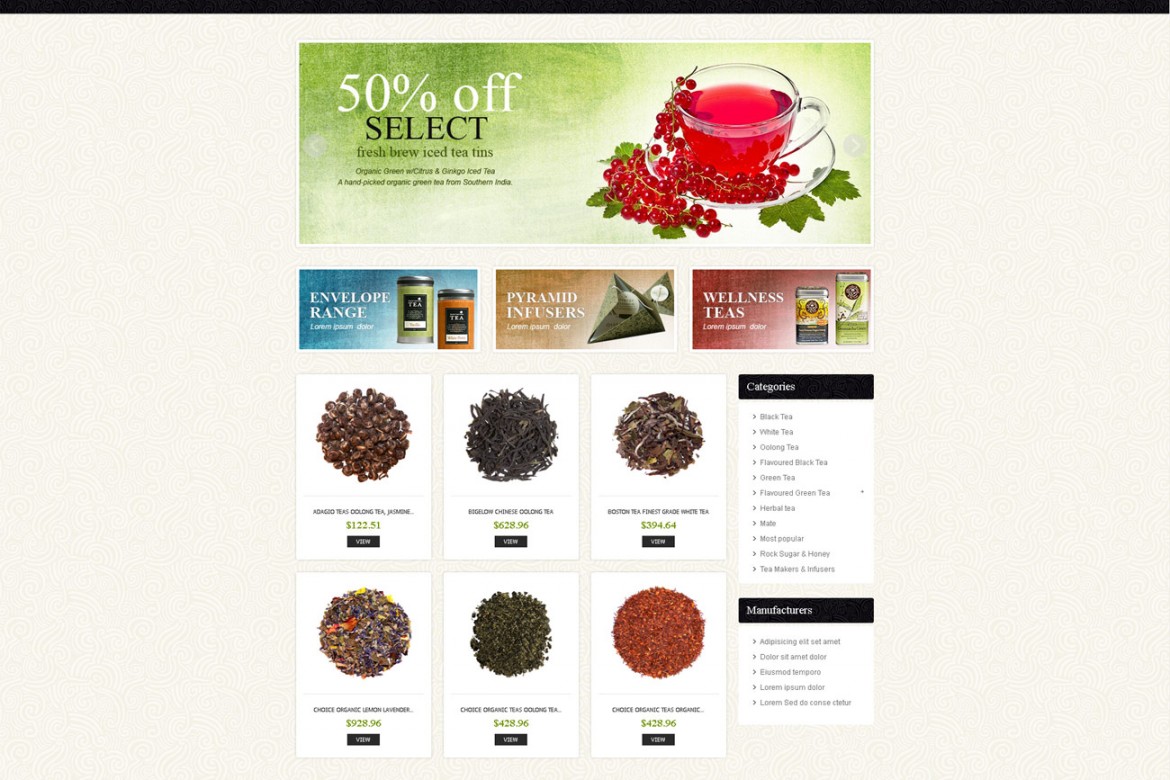 50% off
SELECT
fresh brew iced tea tins
Organic Green w/Citrus & Ginkgo Iced Tea
A hand-picked organic green tea from Southern India.
ENVELOPE
RANGE
Lorem ipsum dolor
TEA
TEA
PYRAMID
INFUSERS
Lorem ipsum dolor
WELLNESS
TEAS
Lorem ipsum dolor
ADAGIO TEAS OOLONG TEA, JASMINE..
$122.51
VIEW
BIGELOW CHINESE OOLONG TEA
$628.96
VIEW
BOSTON TEA FINEST GRADE WHITE TEA
$394.64
VIEW
CHOICE ORGANIC LEMON LAVENDER..
$928.96
VIEW
CHOICE ORGANIC TEAS OOLONG TEA...
$428.96
VIEW
CHOICE ORGANIC TEAS ORGANIC...
$428.96
VIEW
Categories
Black Tea
White Tea
Oolong Tea
Flavoured Black Tea
Green Tea
Flavoured Green Tea
Herbal tea
Mate
Most popular
Rock Sugar & Honey
Tea Makers & Infusers
Manufacturers
Adipisicing elit set amet
Dolor sit amet dolor
Eiusmod temporo
Lorem ipsum dolor
Lorem Sed do conse ctetur